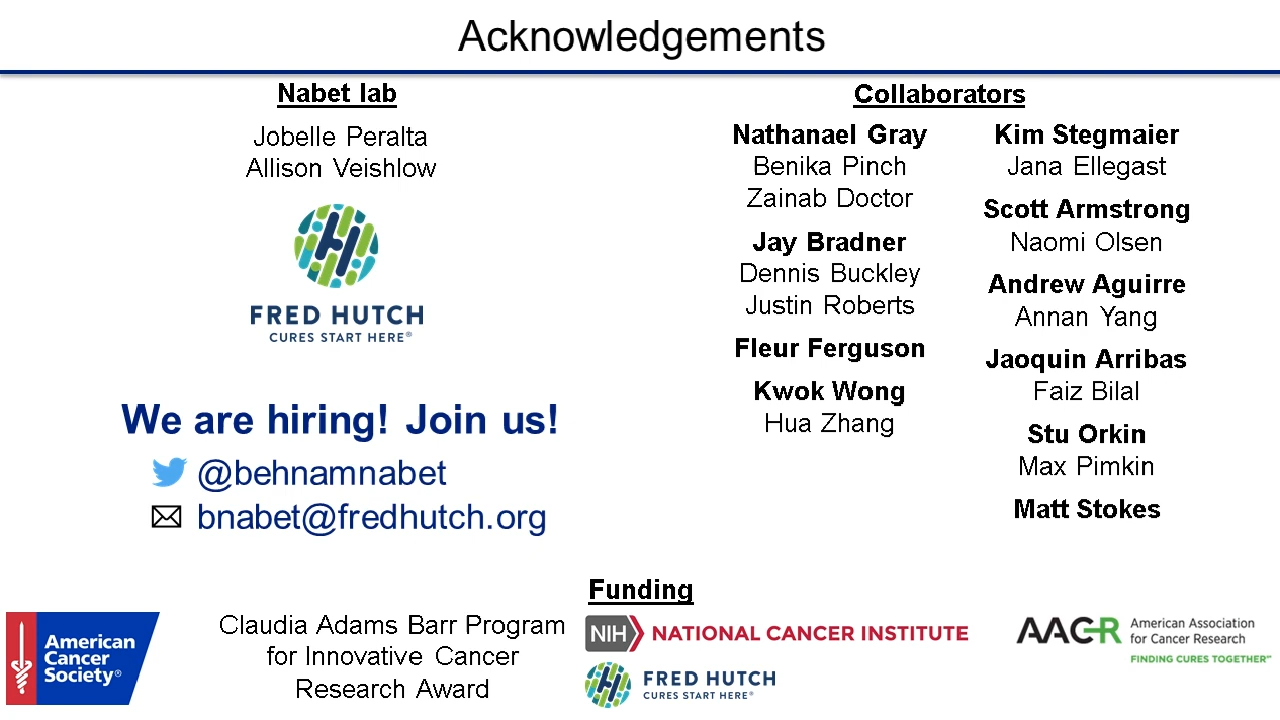 Acknowledgements
Nabet lab
Jobelle Peralta
Allison Veishlow
FRED HUTCH
CURES START HERE®
We are hiring! Join us!
@behnamnabet
bnabet@fredhutch.org
Collaborators
Nathanael Gray
Benika Pinch
Zainab Doctor
Jay Bradner
Dennis Buckley
Justin Roberts
Fleur Ferguson
Kwok Wong
Hua Zhang
Kim Stegmaier
Jana Ellegast
Scott Armstrong
Naomi Olsen
Andrew Aguirre
Annan Yang
Jaoquin Arribas
Faiz Bilal
Stu Orkin
Max Pimkin
Matt Stokes
Funding
American
Cancer
Society®
Claudia Adams Barr Program
for Innovative Cancer
Research Award
NIH NATIONAL CANCER INSTITUTE
FRED HUTCH
CURES START HERE®
AACR
American Association
for Cancer Research
FINDING CURES TOGETHER℠